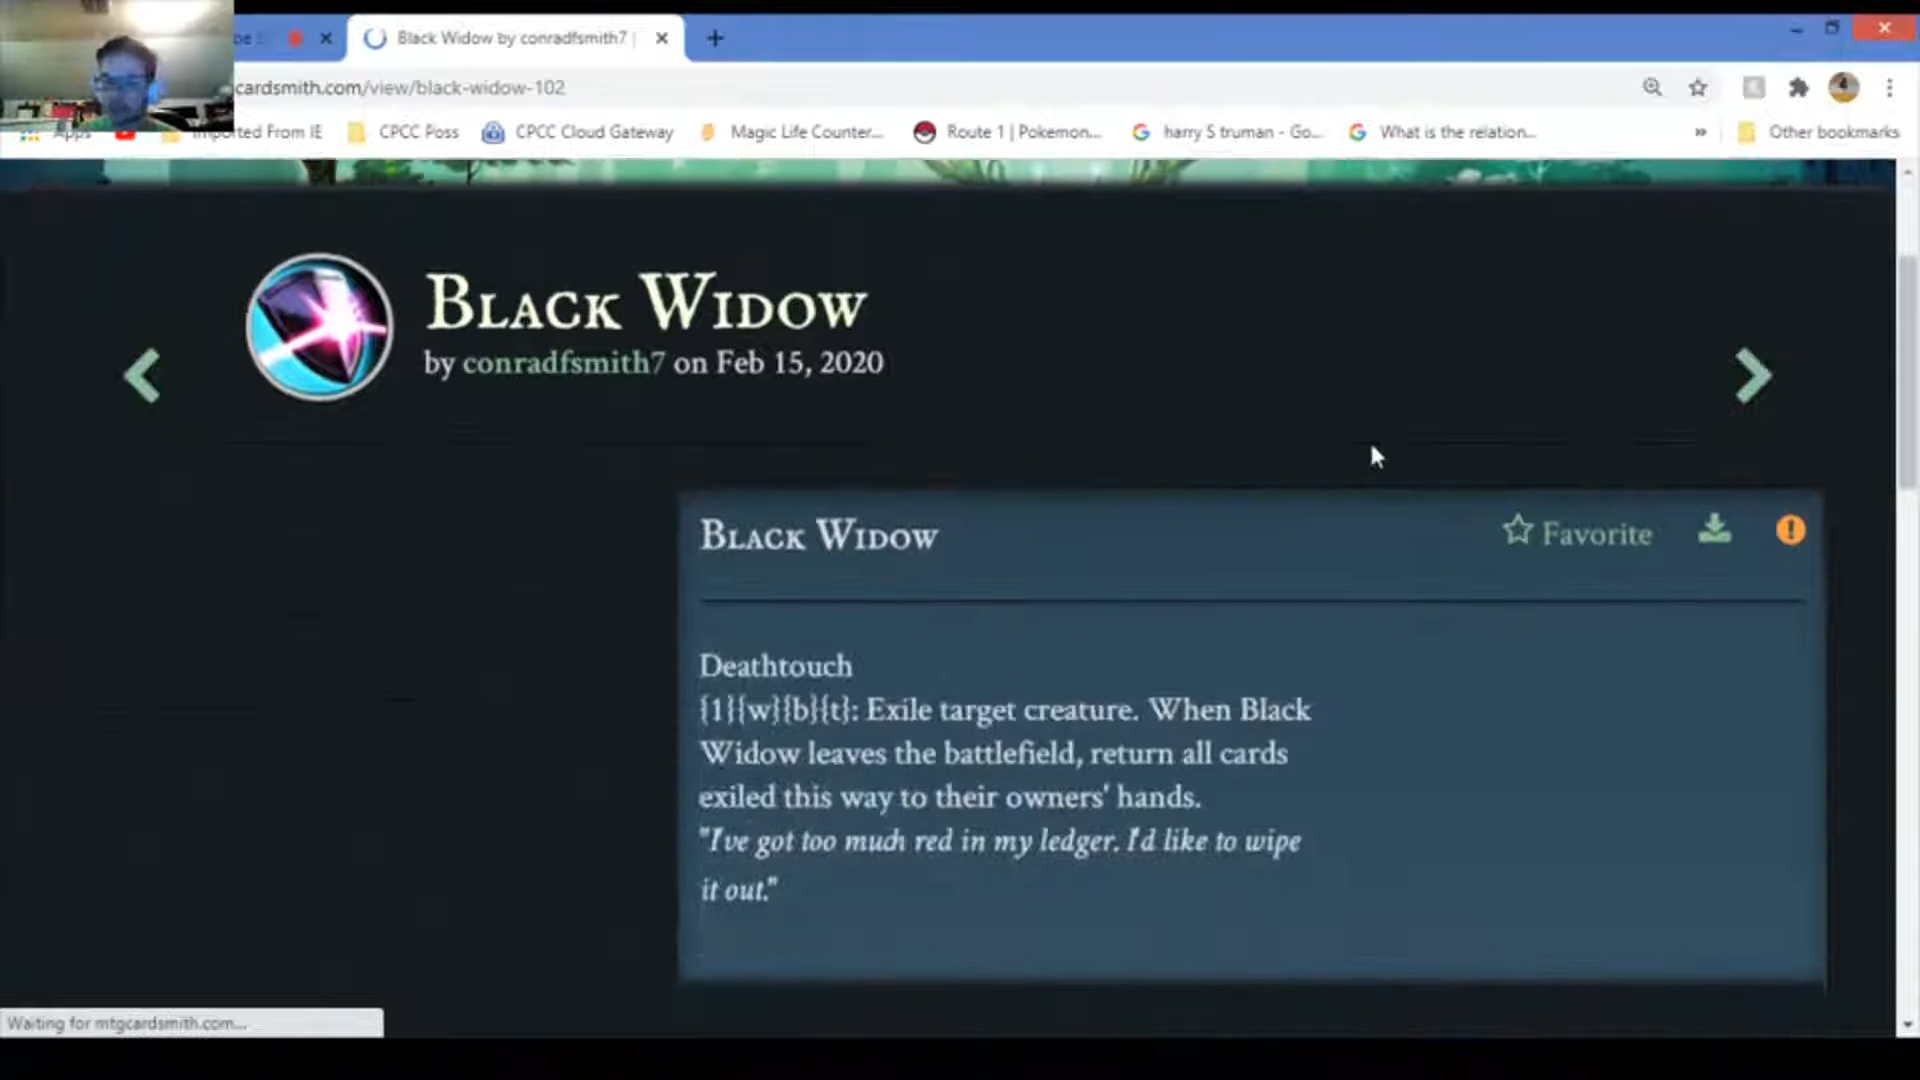 Black Widow by conradfsmith7
cardsmith.com/view/black-widow-102
Apps
Imported From IE
CPCC Poss
CPCC Cloud Gateway
Magic Life Counter...
Route 1 | Pokemon...
harry S truman - Go...
What is the relation...
»
Other bookmarks
BLACK WIDOW
by conradfsmith7 on Feb 15, 2020
BLACK WIDOW
Favorite
Deathtouch
{1}{w}{b}{t}: Exile target creature. When Black
Widow leaves the battlefield, return all cards
exiled this way to their owners' hands.
"I've got too much red in my ledger. I'd like to wipe
it out."
Waiting for mtgcardsmith.com...